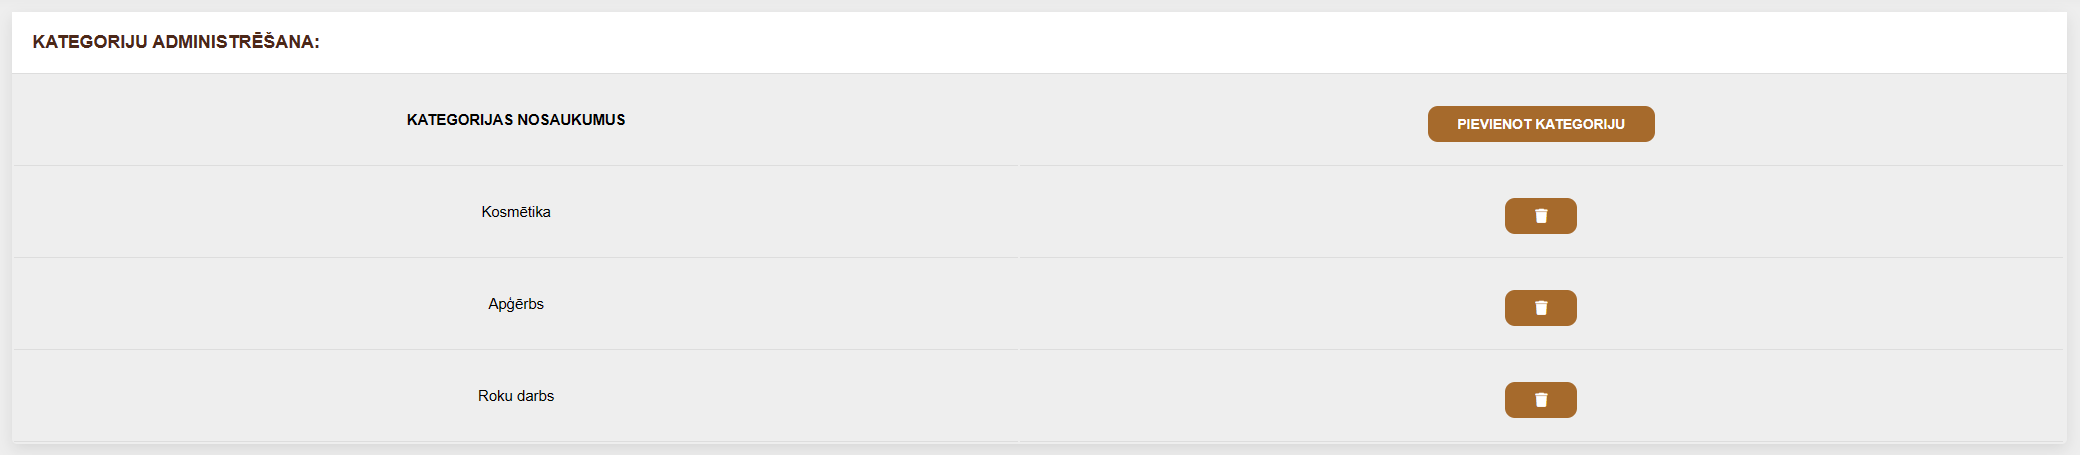 KATEGORIJU ADMINISTRĒŠANA:
KATEGORIJAS NOSAUKUMUS
PIEVIENOT KATEGORIJU
Kosmētika
Apģērbs
Roku darbs